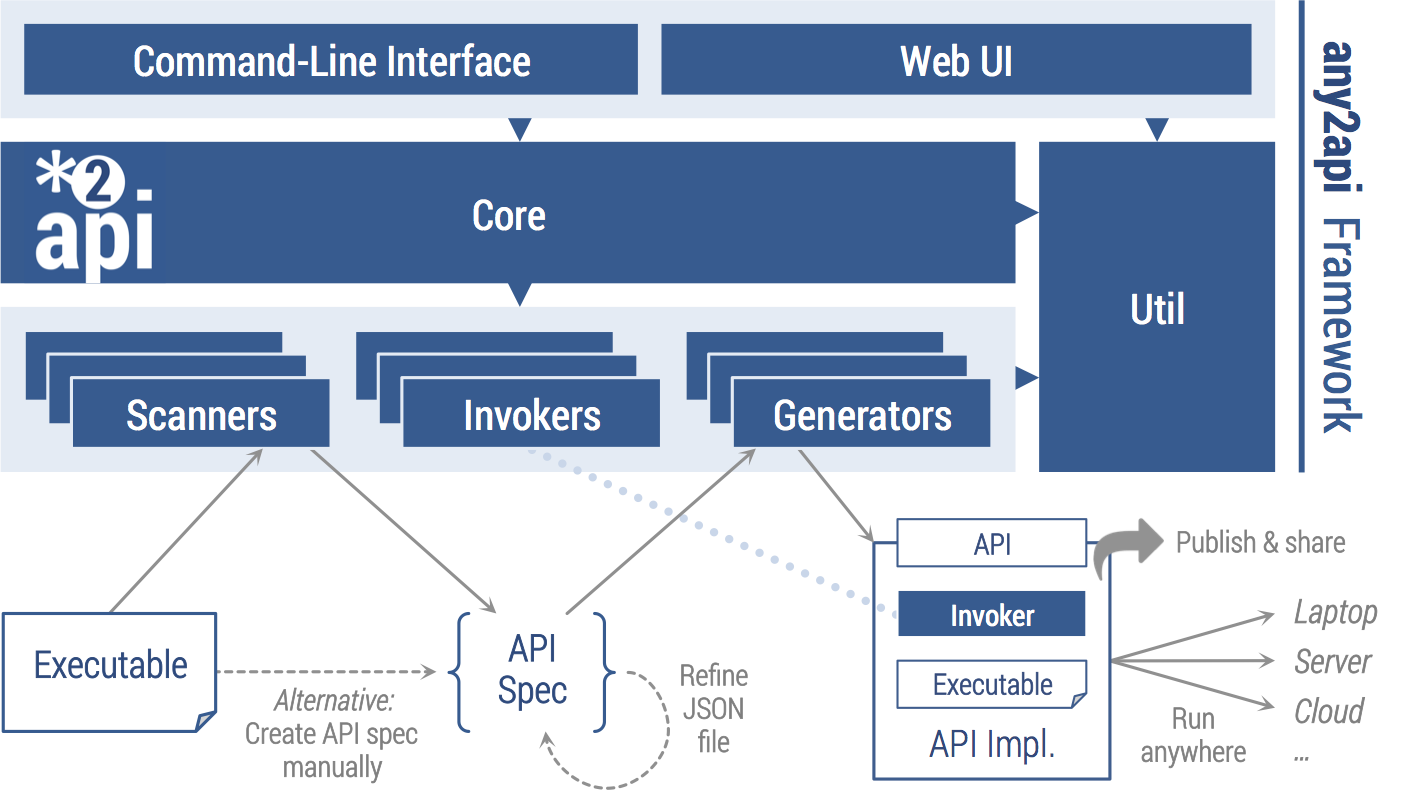 Command-Line Interface
Web UI
any2api Framework
*2
api
Core
Util
Scanners
Invokers
Generators
API
Publish & share
Invoker
Executable
API Impl.
Laptop
Server
Cloud
...
Run
anywhere
Executable
Alternative:
Create API spec
manually
API
Spec
Refine
JSON
file